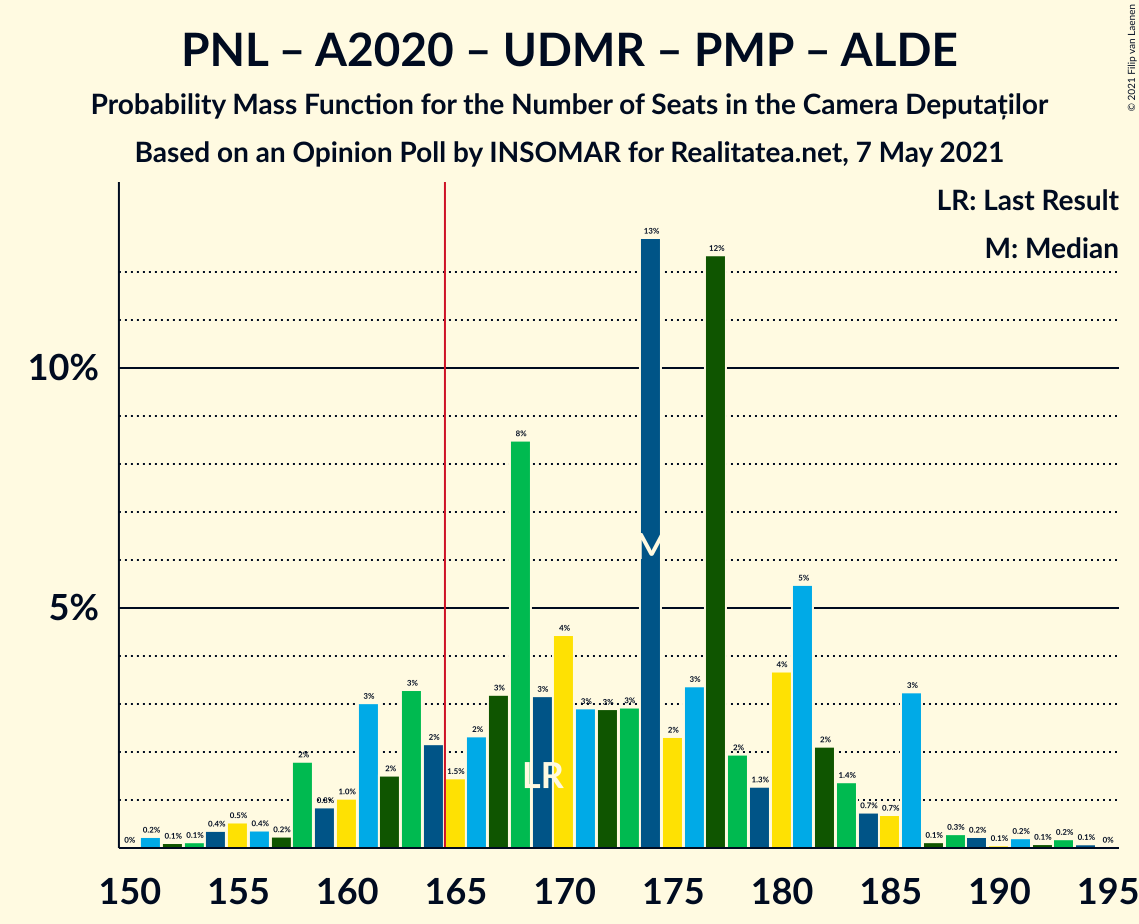 PNL – A2020 – UDMR – PMP – ALDE
Probability Mass Function for the Number of Seats in the Camera Deputaților
Based on an Opinion Poll by INSOMAR for Realitatea.net, 7 May 2021
© 2021 Filip van Laenen
LR: Last Result
M: Median
10%
5%
0% 0.2% 0.1% 0.1% 0.4% 0.5% 0.4% 0.2% 2% 0.8% 1.0% 3% 2% 3% 2% 1.5% 2% 3% 8% 3% 4% 3% 3% 3% 13% 2% 3% 12% 2% 1.3% 4% 5% 2% 1.4% 0.7% 0.7% 3% 0.1% 0.3% 0.2% 0.1% 0.2% 0.1% 0.2% 0.1% 0%
M
LR
150 155 160 165 170 175 180 185 190 195